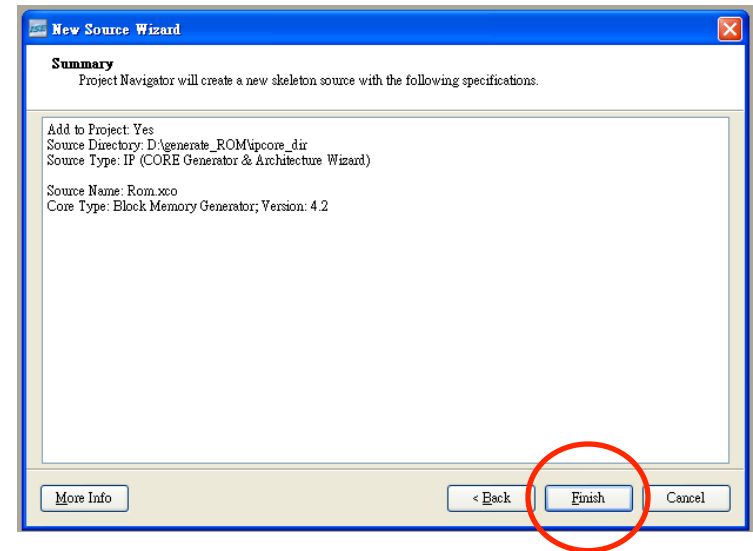 ISE New Source Wizard
Summary
Project Navigator will create a new skeleton source with the following specifications.
Add to Project: Yes
Source Directory: D:\generate_ROM\ipcore_dir
Source Type: IP (CORE Generator & Architecture Wizard)
Source Name: Rom.xco
Core Type: Block Memory Generator; Version: 4.2
More Info
< Back
Finish
Cancel